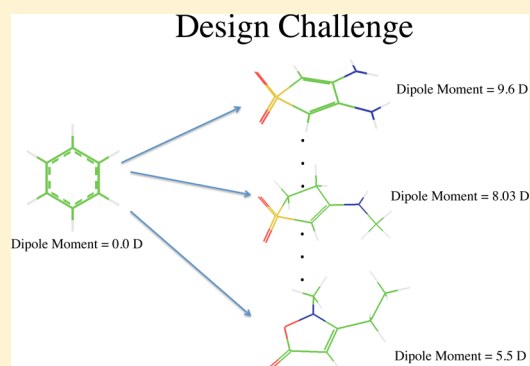 Design Challenge
Dipole Moment = 9.6 D
Dipole Moment = 8.03 D
Dipole Moment = 0.0 D
Dipole Moment = 5.5 D